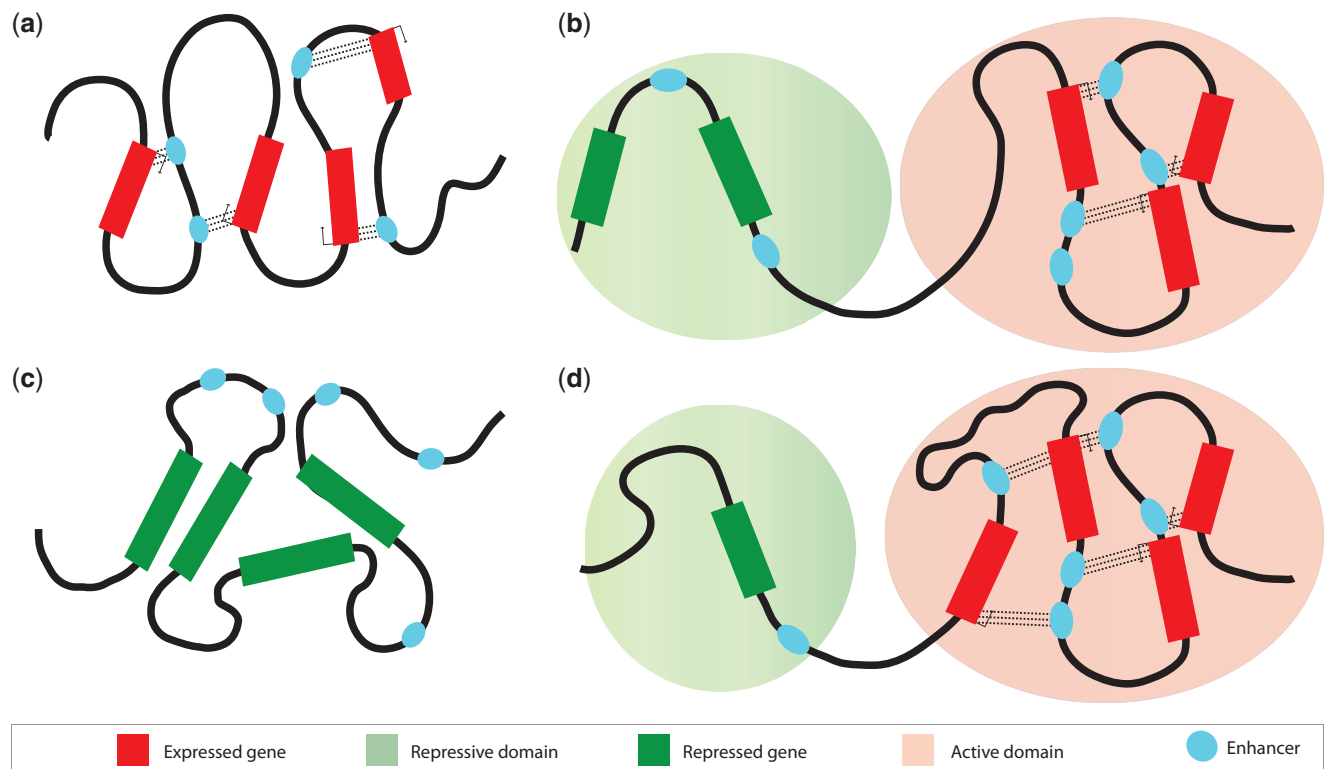 (a)
(b)
(c)
(d)
Expressed gene
Repressive domain
Repressed gene
Active domain
Enhancer